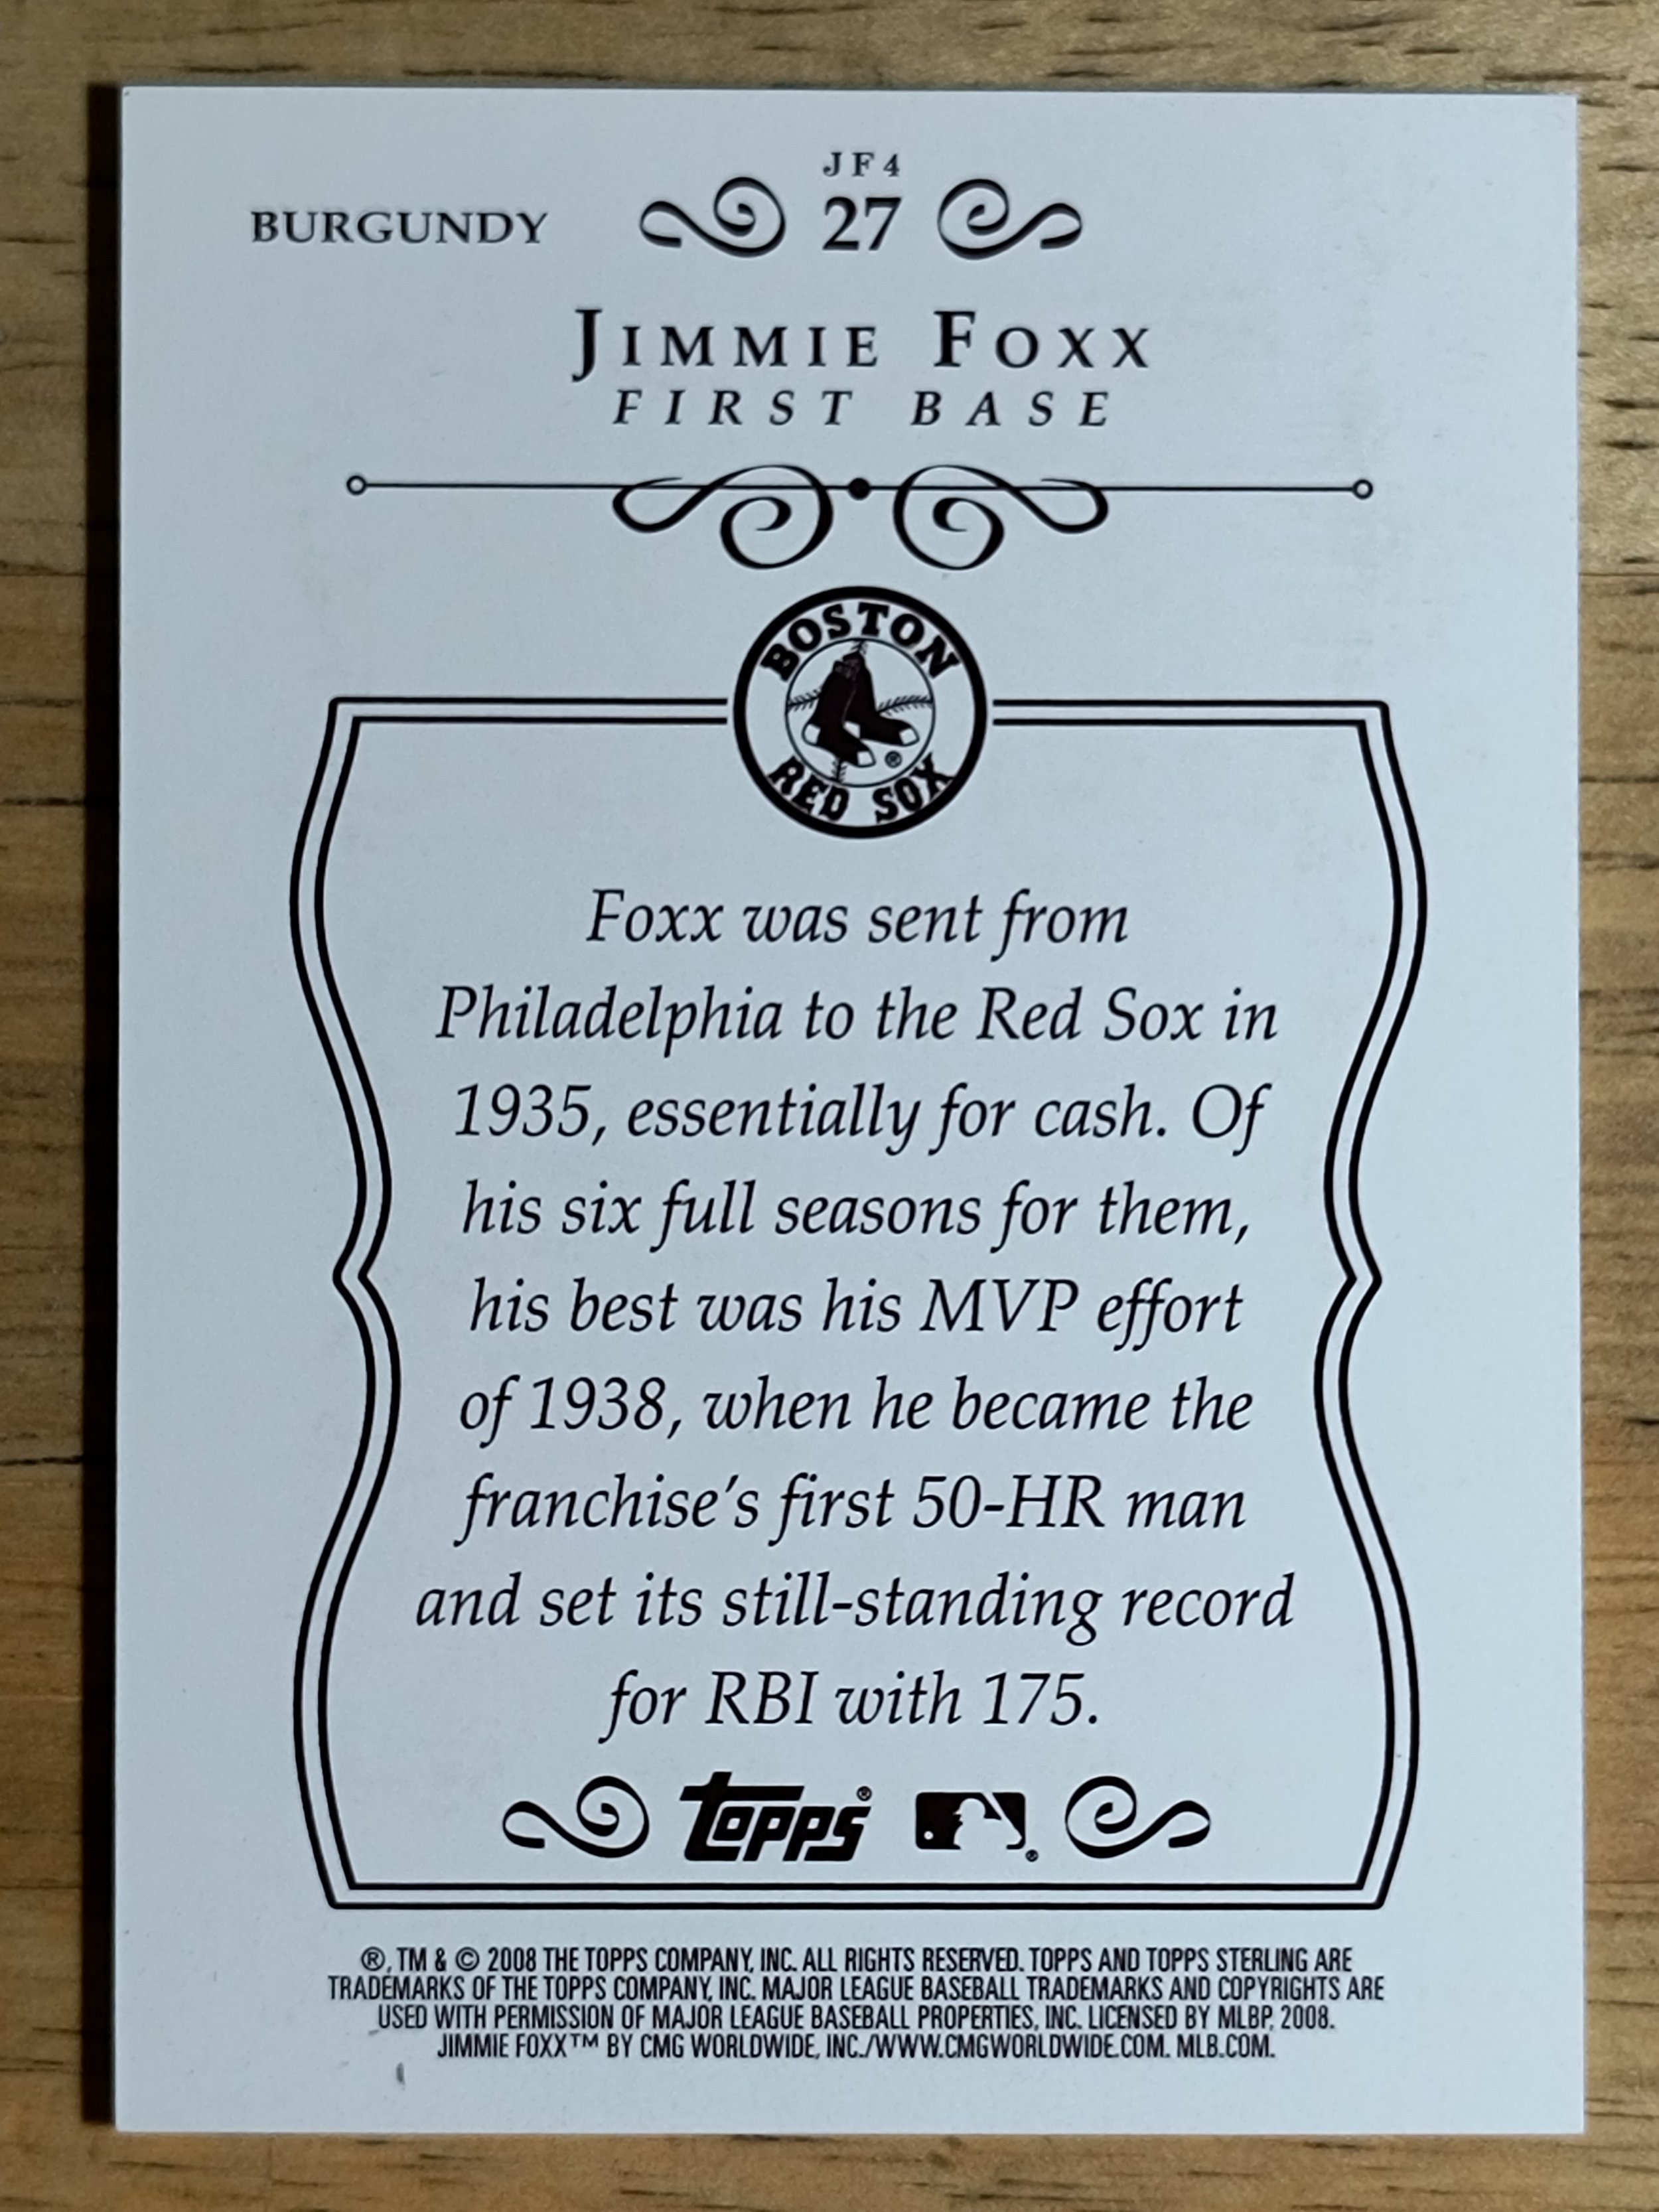 JF4
BURGUNDY 27
JIMMIE FOXX
FIRST BASE
BOSTON
RED SOX
®
Foxx was sent from
Philadelphia to the Red Sox in
1935, essentially for cash. Of
his six full seasons for them,
his best was his MVP effort
of 1938, when he became the
franchise's first 50-HR man
and set its still-standing record
for RBI with 175.
topps® ®
®, TM & © 2008 THE TOPPS COMPANY, INC. ALL RIGHTS RESERVED. TOPPS AND TOPPS STERLING ARE
TRADEMARKS OF THE TOPPS COMPANY, INC. MAJOR LEAGUE BASEBALL TRADEMARKS AND COPYRIGHTS ARE
USED WITH PERMISSION OF MAJOR LEAGUE BASEBALL PROPERTIES, INC. LICENSED BY MLBP, 2008.
JIMMIE FOXX™ BY CMG WORLDWIDE, INC./WWW.CMGWORLDWIDE.COM. MLB.COM.